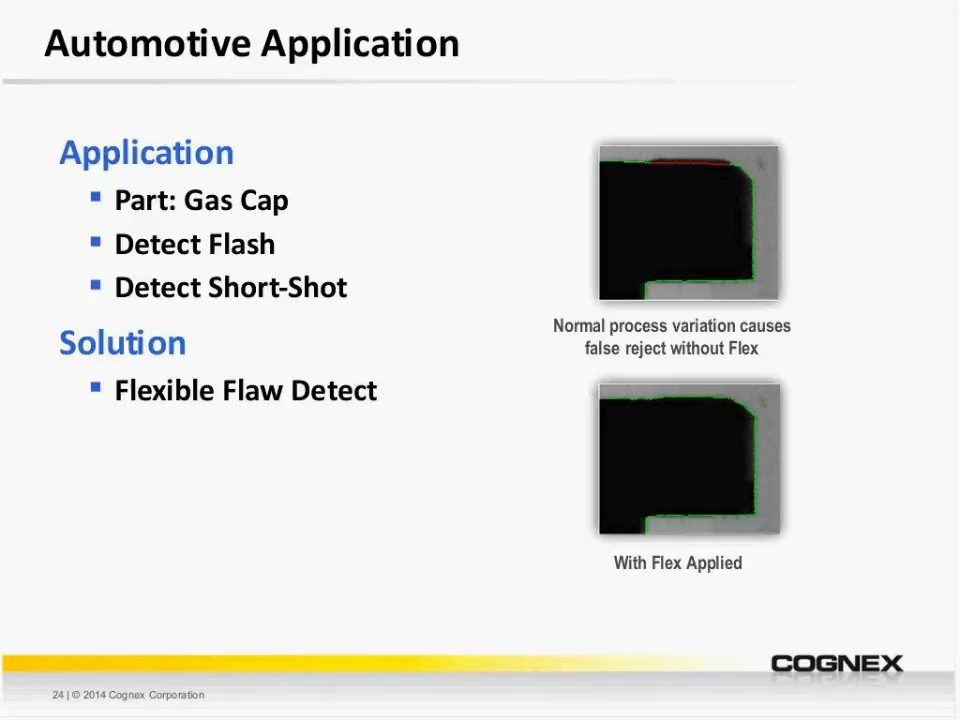 Automotive Application
Application
▪ Part: Gas Cap
▪ Detect Flash
▪ Detect Short-Shot
Solution
▪ Flexible Flaw Detect
Normal process variation causes
false reject without Flex
With Flex Applied
COGNEX
24 | © 2014 Cognex Corporation